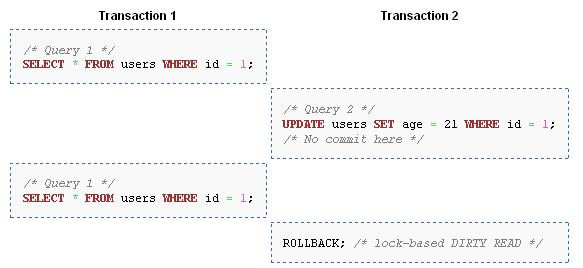 Transaction 1
Transaction 2
/* Query 1 */
SELECT * FROM users WHERE id = 1;
/* Query 2 */
UPDATE users SET age = 21 WHERE id = 1;
/* No commit here */
/* Query 1 */
SELECT * FROM users WHERE id = 1;
ROLLBACK; /* lock-based DIRTY READ */